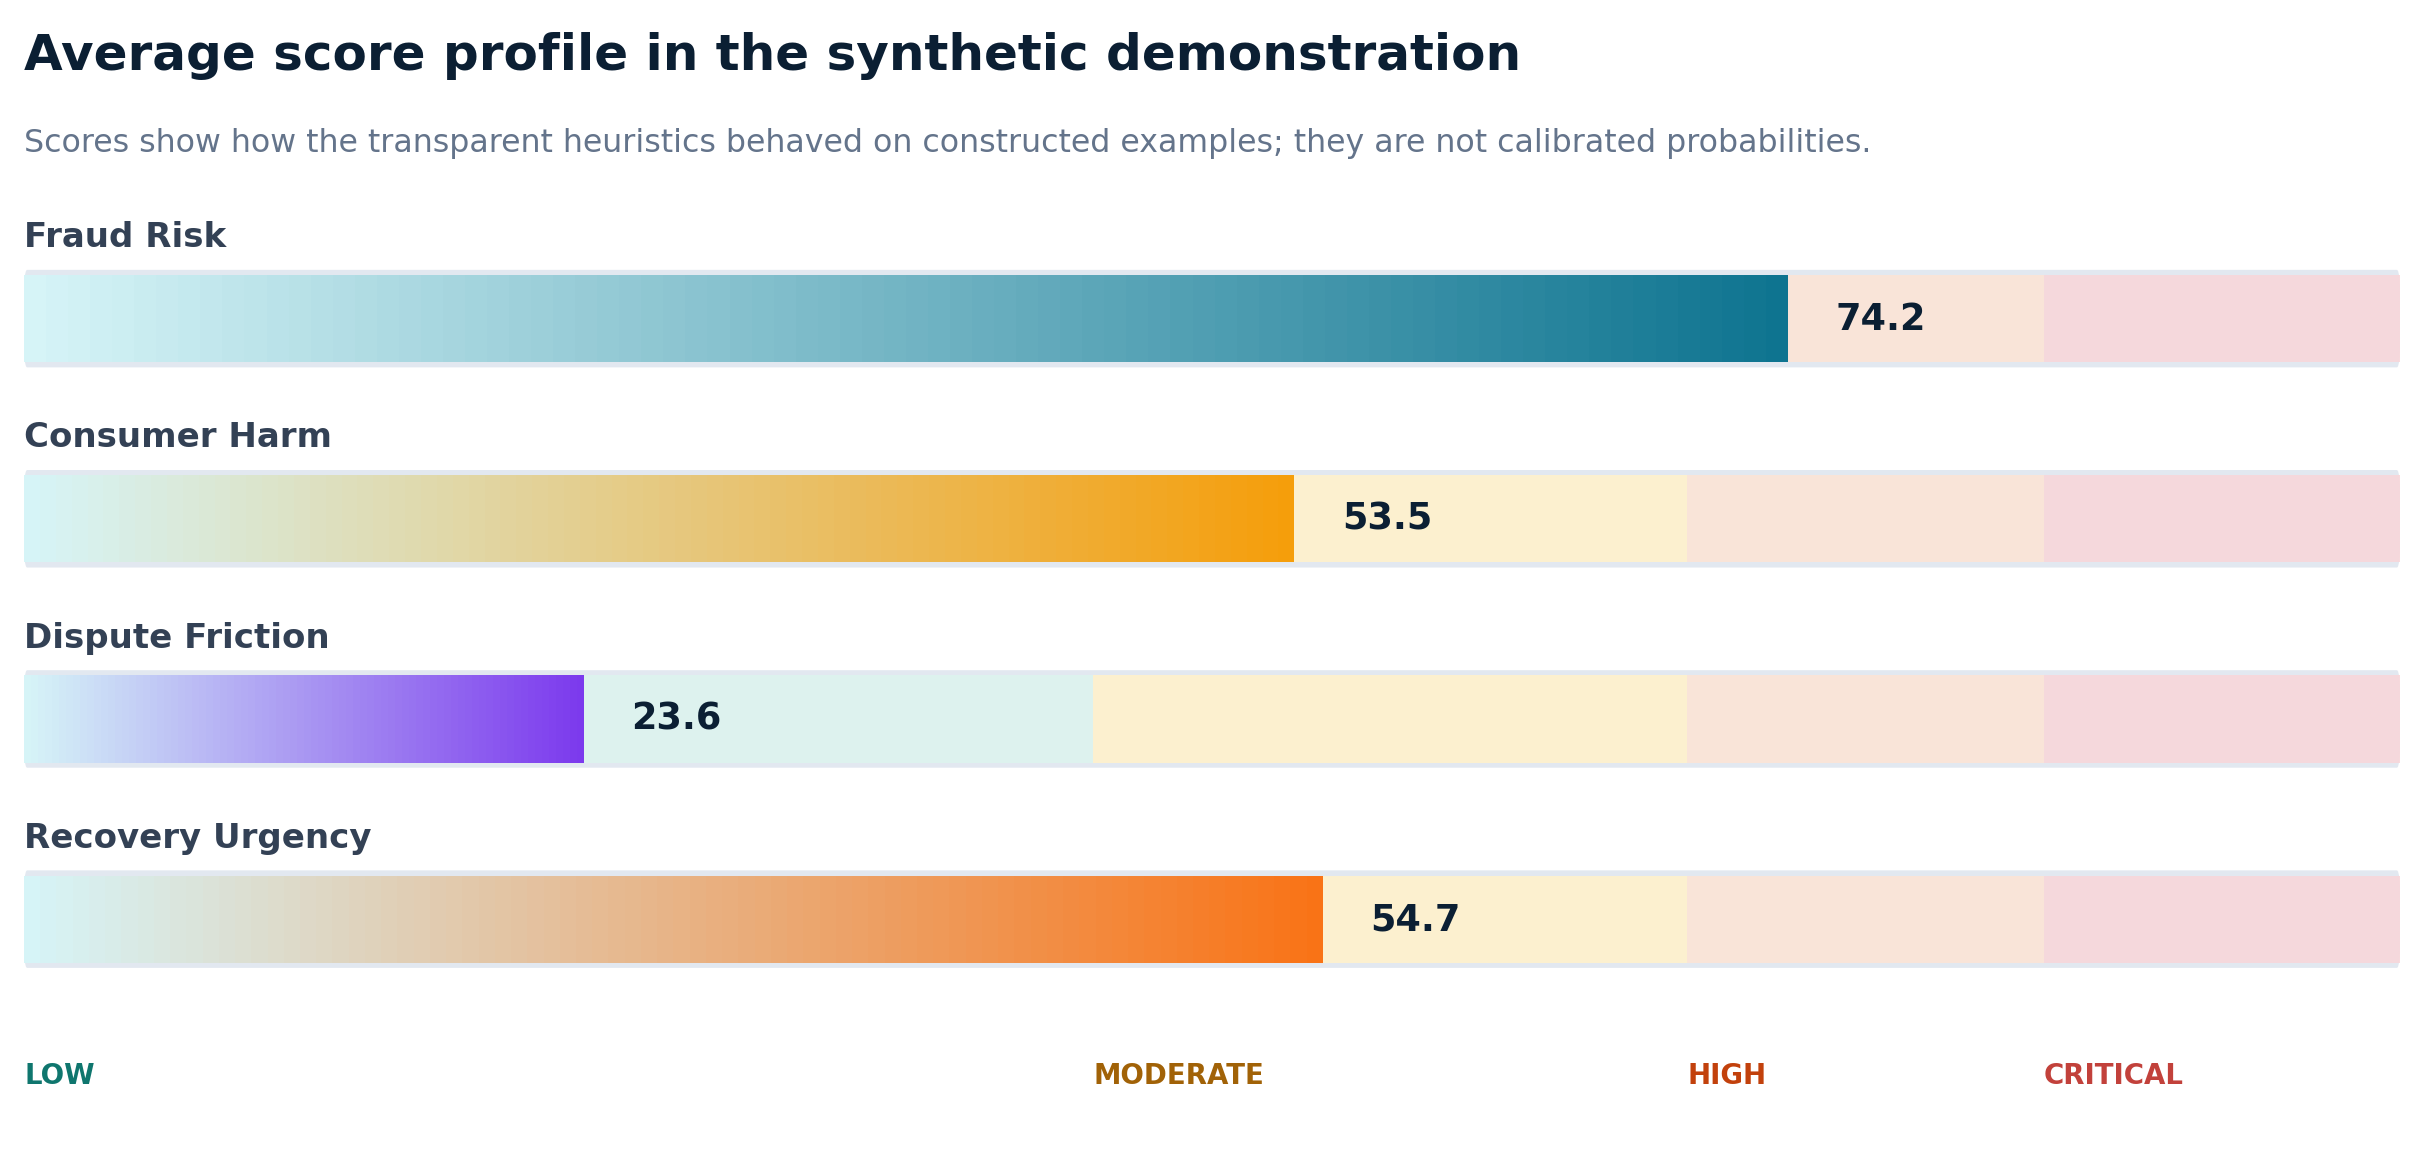 Average score profile in the synthetic demonstration
Scores show how the transparent heuristics behaved on constructed examples; they are not calibrated probabilities.
Fraud Risk
74.2
Consumer Harm
53.5
Dispute Friction
23.6
Recovery Urgency
54.7
LOW MODERATE HIGH CRITICAL